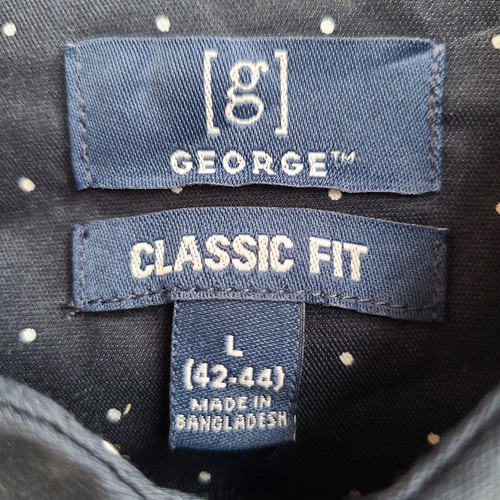 [g]
GEORGE™
CLASSIC FIT
L
(42-44)
MADE IN
BANGLADESH